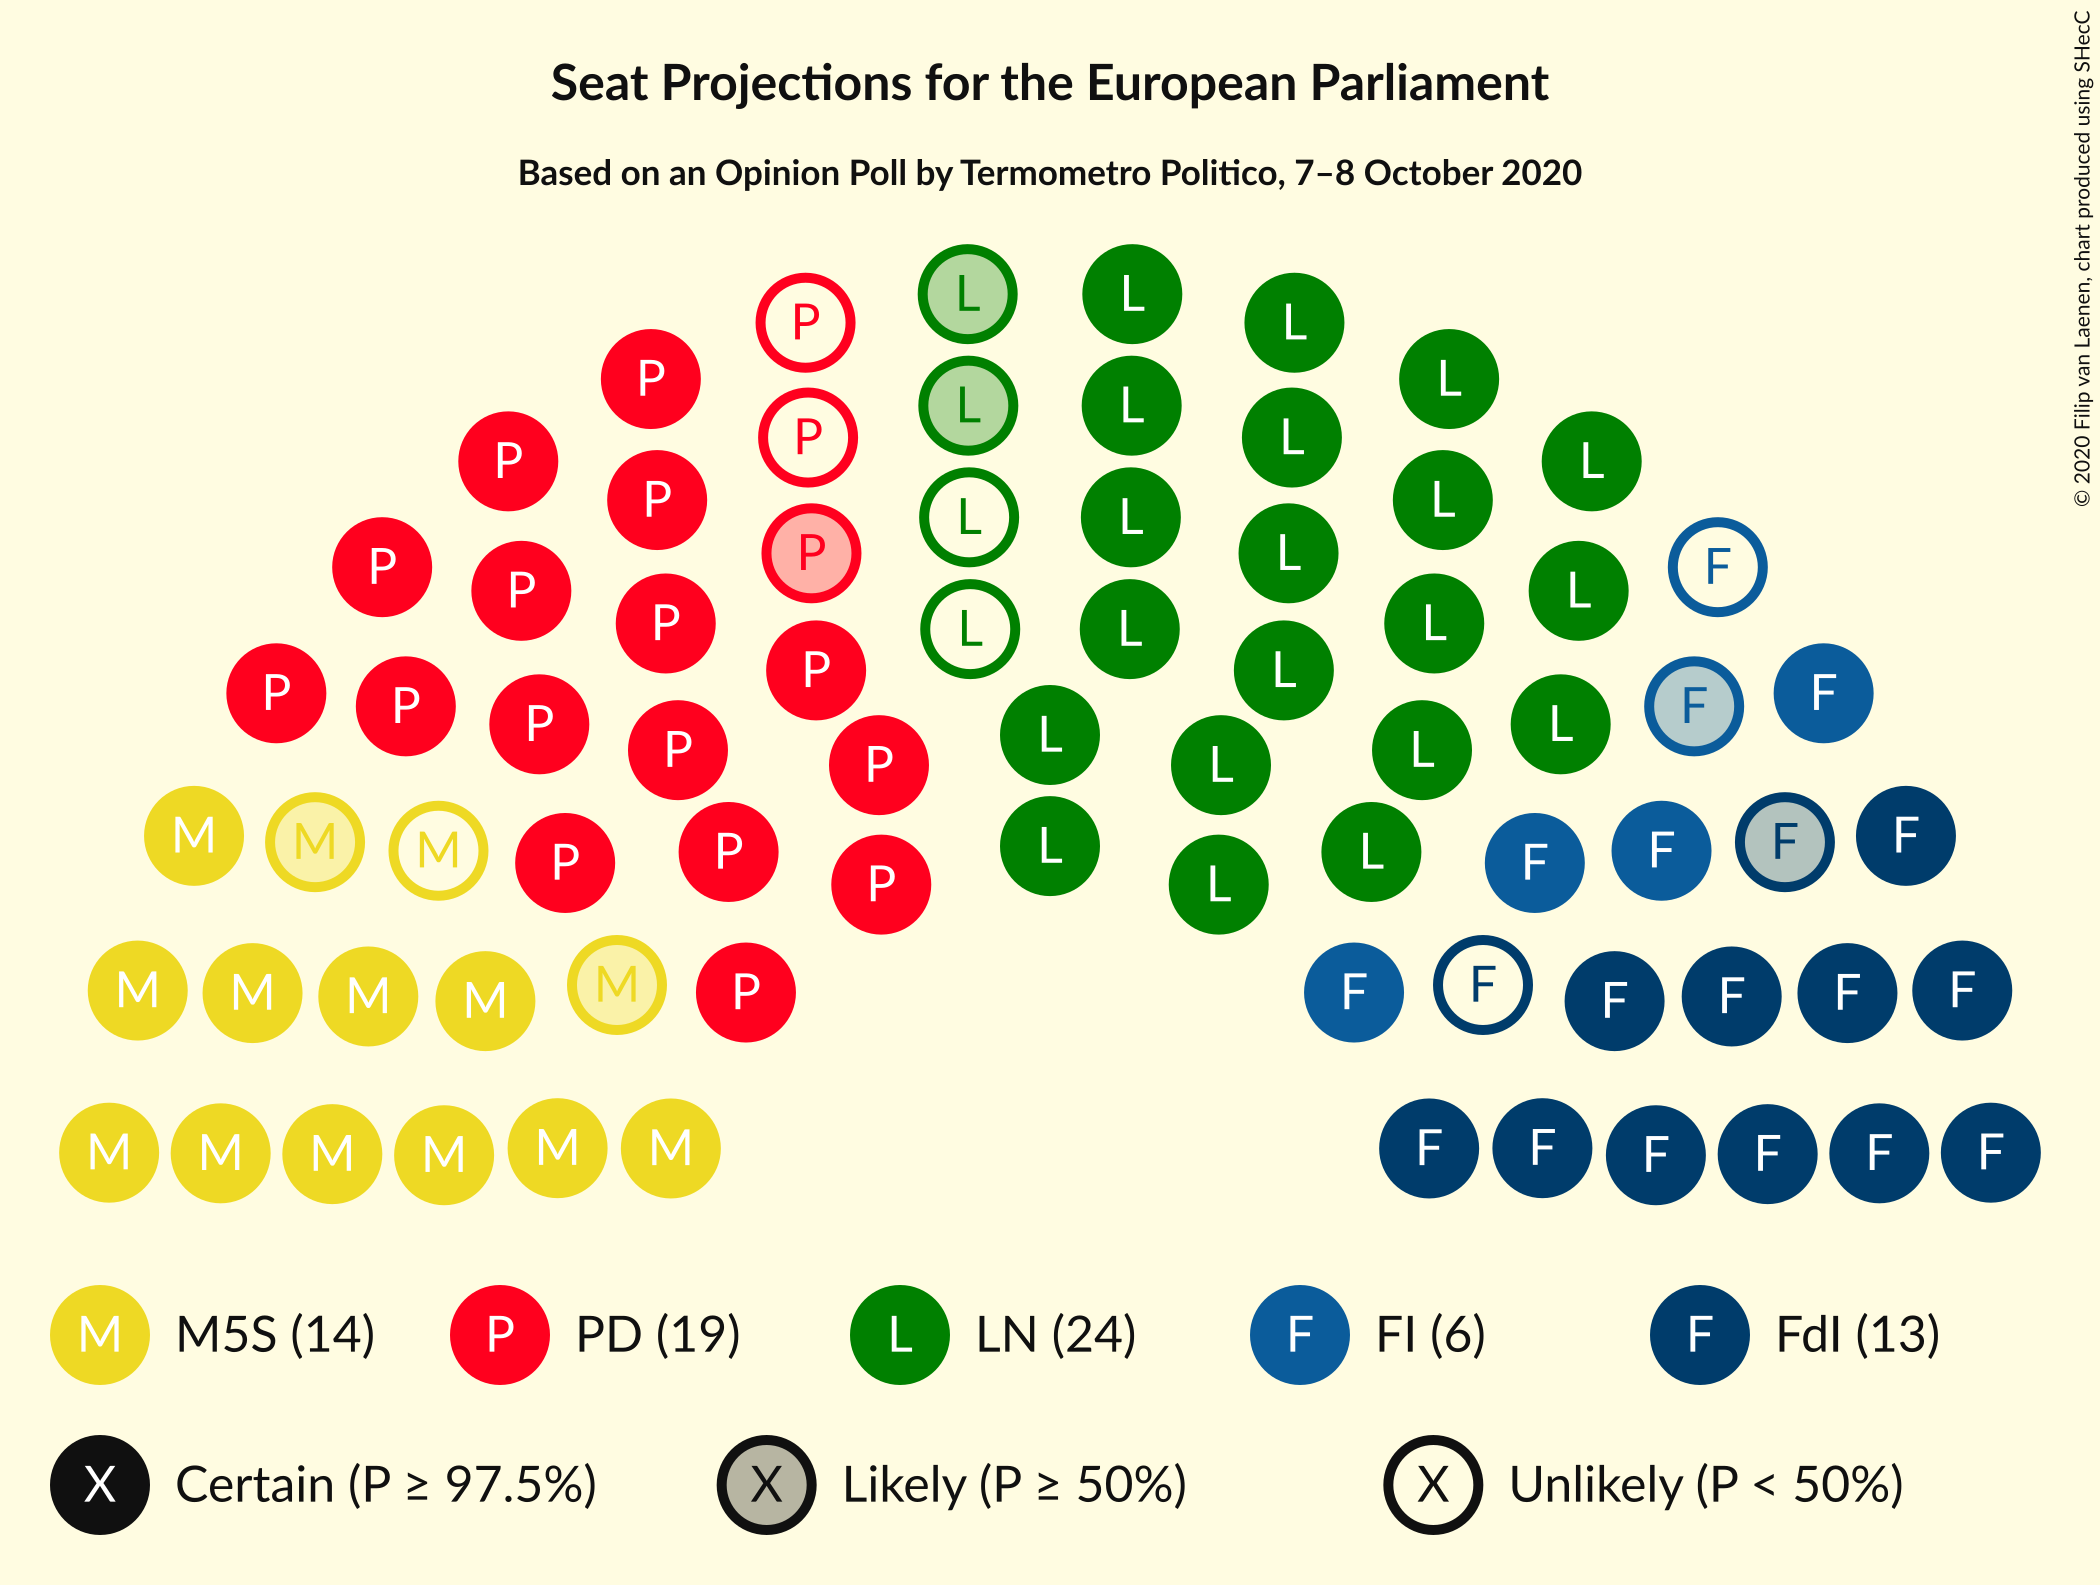 Seat Projections for the European Parliament
Based on an Opinion Poll by Termometro Politico, 7–8 October 2020
© 2020 Filip van Laenen, chart produced using SHecC
L L
P L L
P L P
L L
P L L
P L
P L L P
L L
P P L F
P L
P L L P
L L
P L
P P F F
P L
P L
P L
M F
M F
M F
P F
P L
L
P L
M F
M F
M F
M F
M F
P F
M F
M F
M F
M F
M F
M F
M M5S (14) P PD (19) L LN (24) F FI (6) F FdI (13)
X Certain (P ≥ 97.5%) X Likely (P ≥ 50%) X Unlikely (P < 50%)